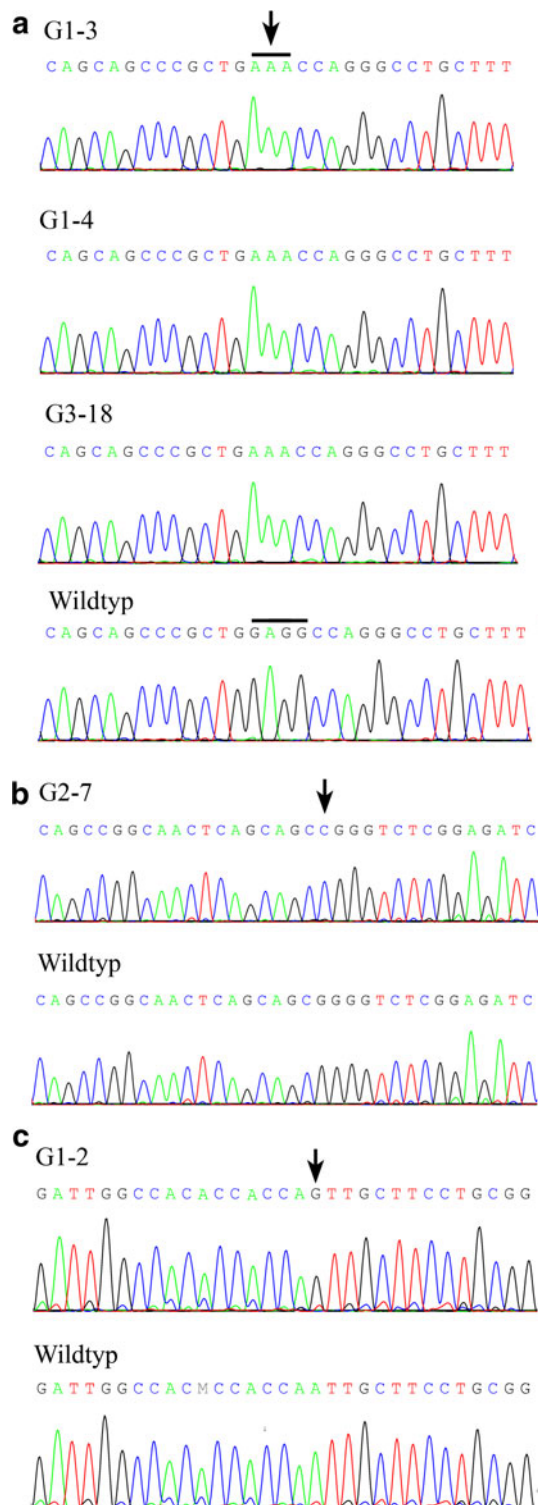 a
G1-3
CAGCAGCCCGCTGAAACCAGGGCCTGCTTT
G1-4
CAGCAGCCCGCTGAAACCAGGGCCTGCTTT
G3-18
CAGCAGCCCGCTGAAACCAGGGCCTGCTTT
Wildtyp
CAGCAGCCCGCTGGAGGCCAGGGCCTGCTTT
b
G2-7
CAGCCGGCAACTCAGCAGCCGGGTCTCGGAGATC
Wildtyp
CAGCCGGCAACTCAGCAGCGGGGTCTCGGAGATC
c
G1-2
GATTGGCCACACCACCAGTTGCTTCCTGCGG
Wildtyp
GATTGGCCACMCCACCAATTGCTTCCTGCGG